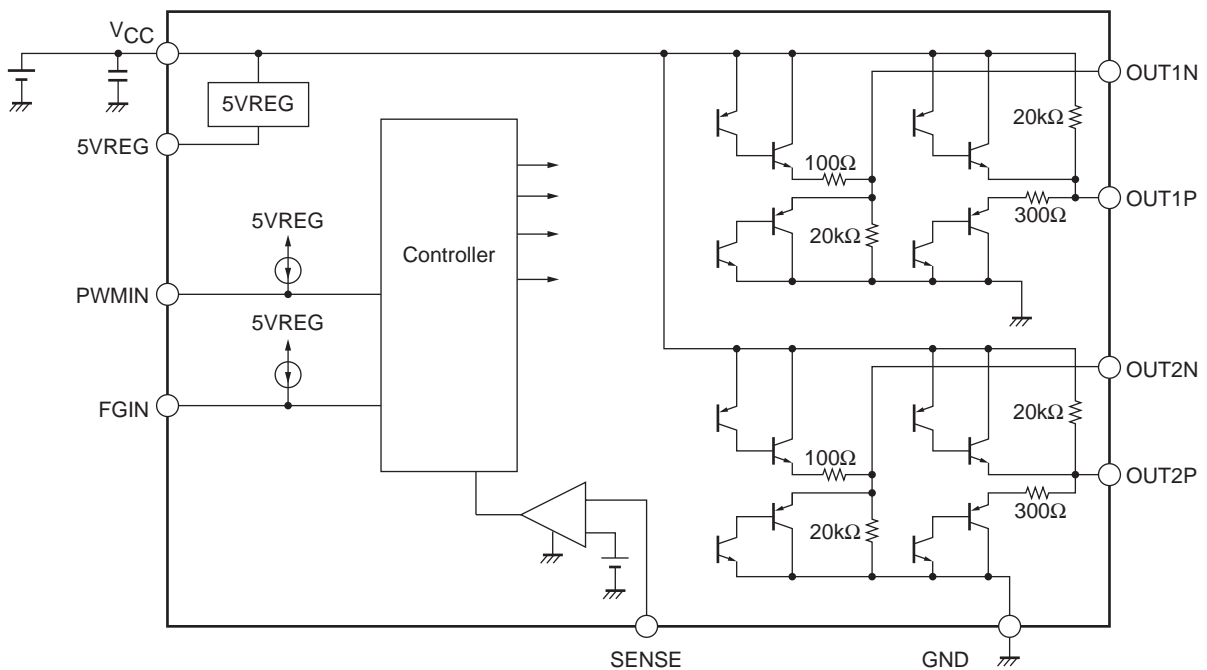 VCC
OUT1N
5VREG
20kΩ
5VREG
100Ω
OUT1P
300Ω
5VREG
20kΩ
Controller
PWMIN
5VREG
OUT2N
FGIN
20kΩ
100Ω
OUT2P
300Ω
20kΩ
SENSE
GND